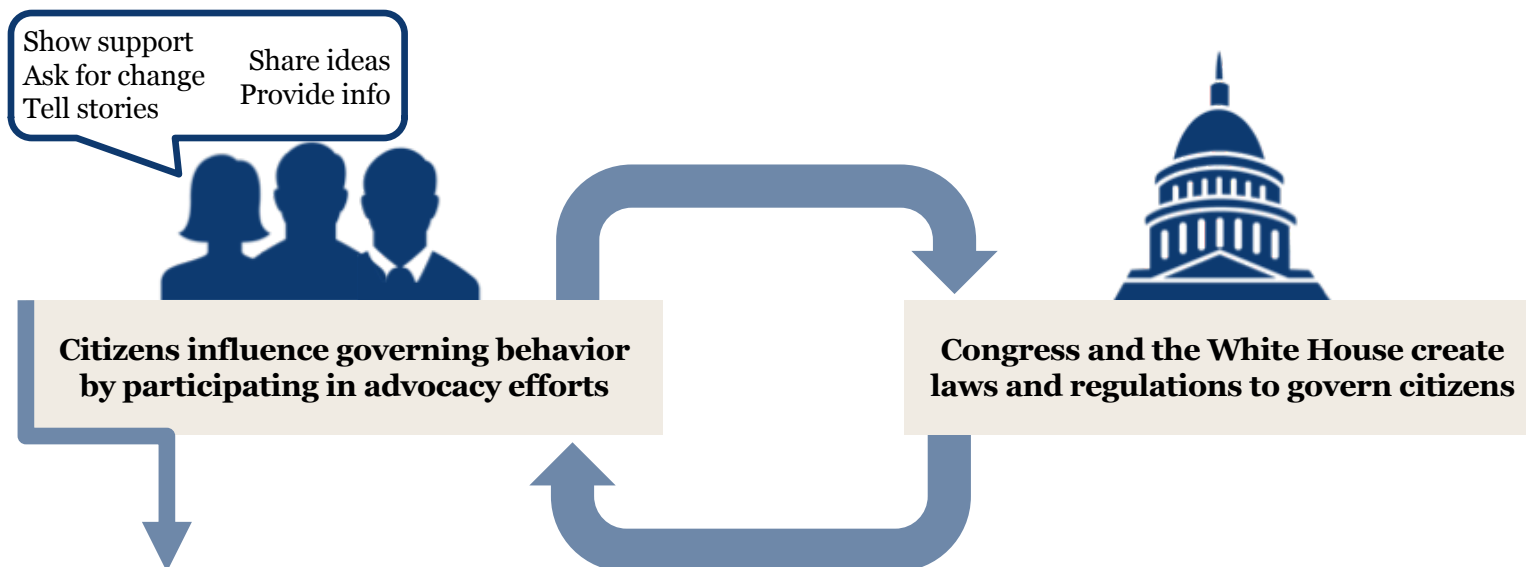 Show support
Ask for change
Tell stories
Share ideas
Provide info
Citizens influence governing behavior
by participating in advocacy efforts
Congress and the White House create
laws and regulations to govern citizens